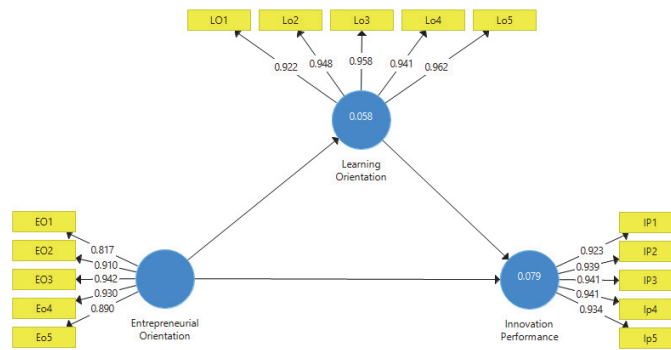 LO1 Lo2 Lo3 Lo4 Lo5
0.922 0.948 0.958 0.941 0.962
0.058
Learning
Orientation
EO1
EO2
EO3
Eo4
Eo5
0.817
0.910
0.942
0.930
0.890
Entrepreneurial
Orientation
0.079
Innovation
Performance
0.923
0.939
0.941
0.941
0.934
IP1
IP2
IP3
Ip4
Ip5